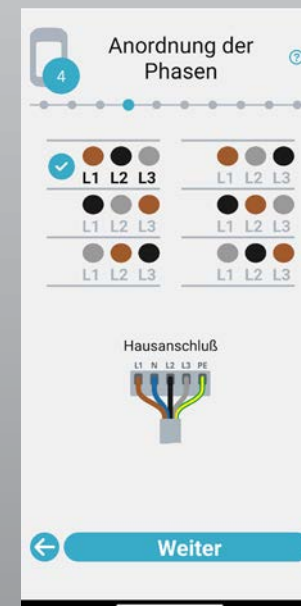 4
Anordnung der
Phasen
?
L1 L2 L3
L1 L2 L3
L1 L2 L3
L1 L2 L3
L1 L2 L3
L1 L2 L3
Hausanschluß
L1 N L2 L3 PE
Weiter